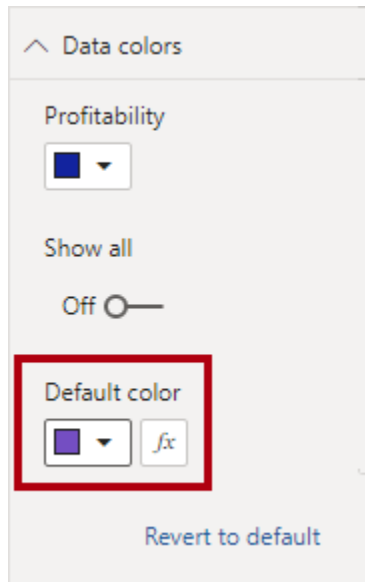 Data colors
Profitability
Show all
Off
Default color
fx
Revert to default